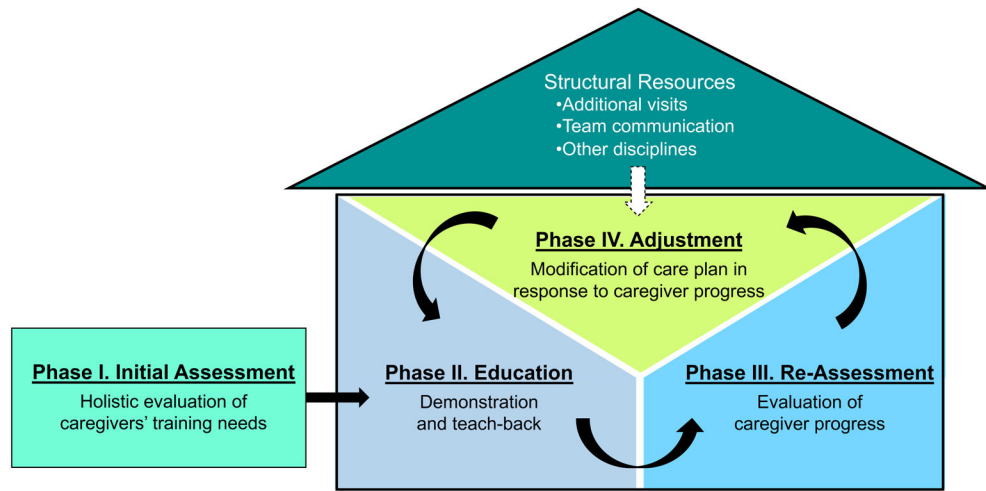 Structural Resources
•Additional visits
•Team communication
•Other disciplines
Phase IV. Adjustment
Modification of care plan in
response to caregiver progress
Phase I. Initial Assessment
Holistic evaluation of
caregivers’ training needs
Phase II. Education
Demonstration
and teach-back
Phase III. Re-Assessment
Evaluation of
caregiver progress